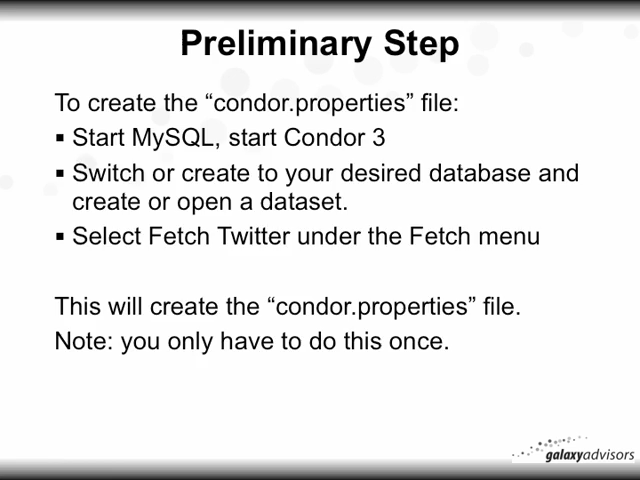 Preliminary Step
To create the “condor.properties” file:
▪ Start MySQL, start Condor 3
▪ Switch or create to your desired database and
create or open a dataset.
▪ Select Fetch Twitter under the Fetch menu
This will create the “condor.properties” file.
Note: you only have to do this once.
galaxyadvisors